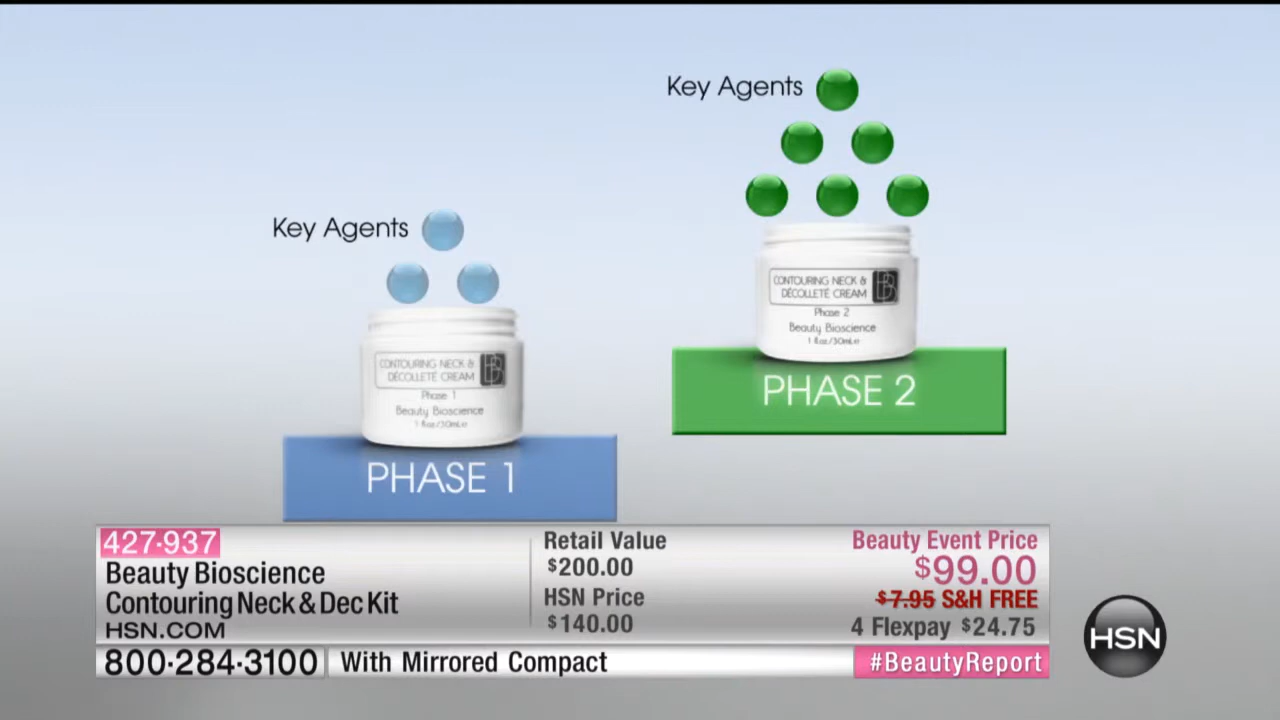 Key Agents
CONTOURING NECK &
DÉCOLLETÉ CREAM
Phase 2
Beauty Bioscience
1 fl oz/30mLe
PHASE 2
Key Agents
CONTOURING NECK &
DÉCOLLETÉ CREAM
Phase 1
Beauty Bioscience
1 fl oz/30mLe
PHASE 1
427-937
Beauty Bioscience
Contouring Neck & Dec Kit
HSN.COM
Retail Value
$200.00
HSN Price
$140.00
Beauty Event Price
$99.00
$7.95 S&H FREE
4 Flexpay $24.75
800-284-3100
With Mirrored Compact
#BeautyReport
HSN